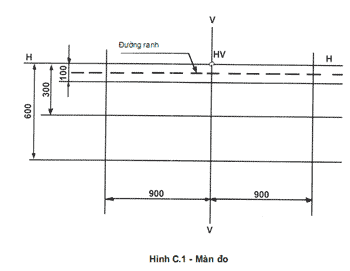 V
Đường ranh
H
HV
H
100
300
600
900
900
V
Hình C.1 - Màn đo